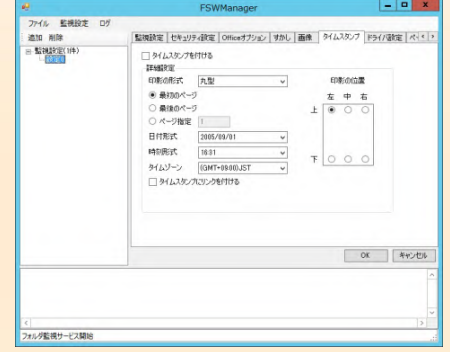 FSWManager
ファイル 監視設定 ログ
追加 削除
監視設定(1件)
設定
監視設定 セキュリティ設定 Officeオプション すかし 画像 タイムスタンプ ドライバ設定
タイムスタンプを付ける
詳細設定
印影の形式 丸型
最初のページ
最後のページ
ページ指定 1
日付形式 2005/09/01
時刻形式 16:31
タイムゾーン (GMT+09:00)JST
タイムスタンプにリンクを付ける
印影の位置
左 中 右
上
下
OK キャンセル
フォルダ監視サービス開始